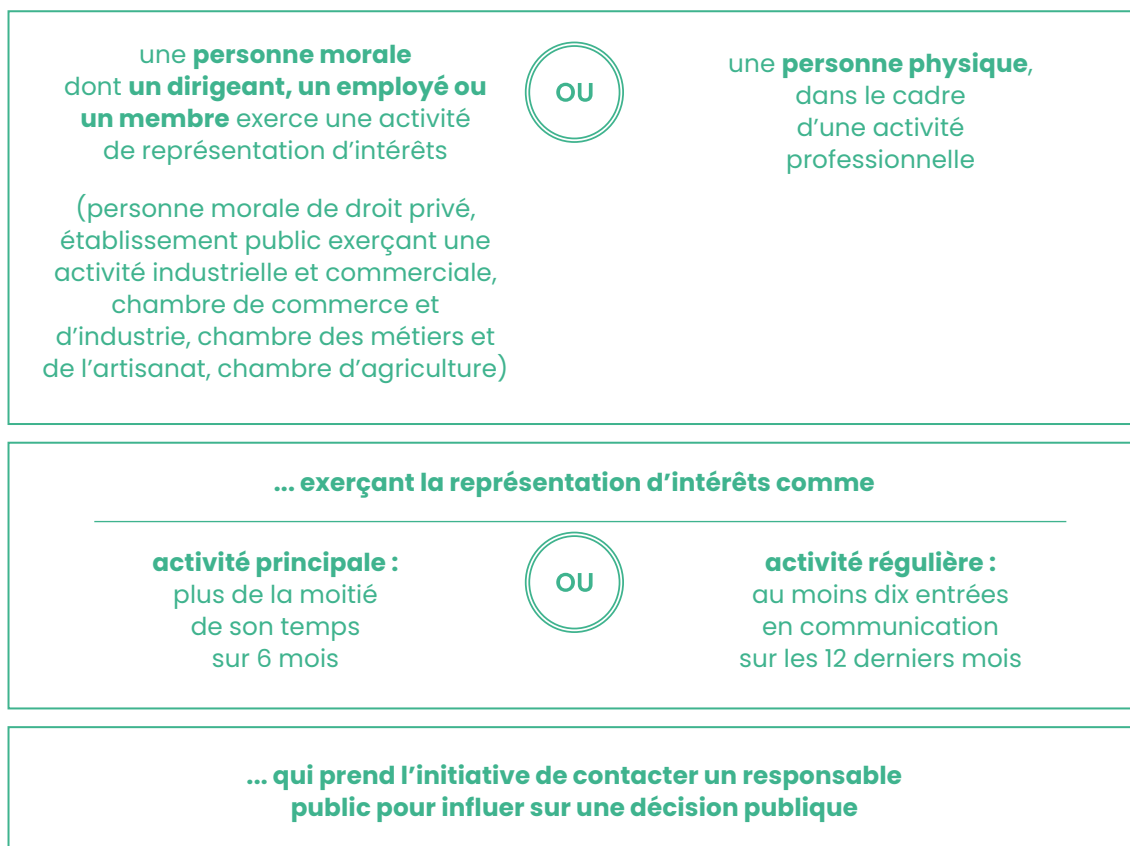 une personne morale
dont un dirigeant, un employé ou
un membre exerce une activité
de représentation d’intérêts
(personne morale de droit privé,
établissement public exerçant une
activité industrielle et commerciale,
chambre de commerce et
d’industrie, chambre des métiers et
de l’artisanat, chambre d’agriculture)
OU
une personne physique,
dans le cadre
d’une activité
professionnelle
... exerçant la représentation d’intérêts comme
activité principale :
plus de la moitié
de son temps
sur 6 mois
OU
activité régulière :
au moins dix entrées
en communication
sur les 12 derniers mois
... qui prend l’initiative de contacter un responsable
public pour influer sur une décision publique